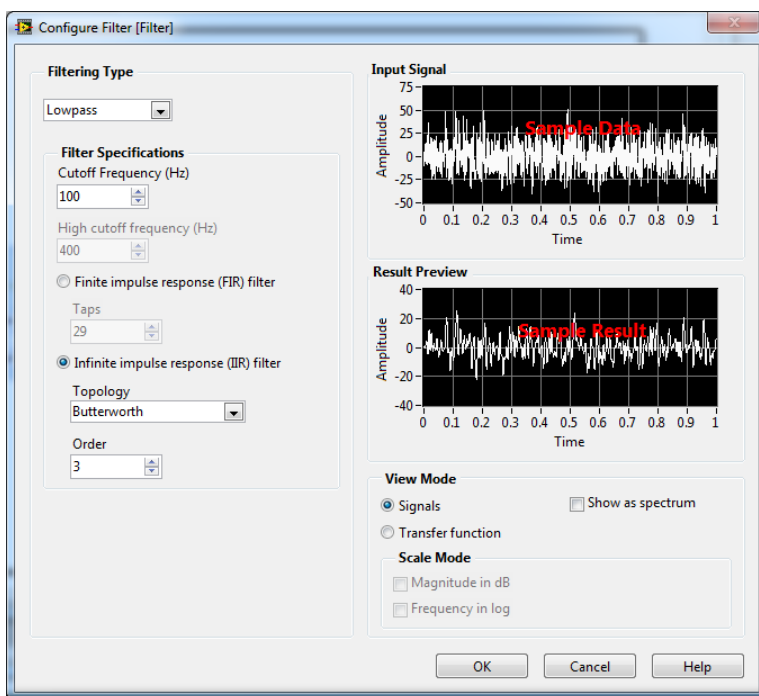 Configure Filter [Filter]
Filtering Type
Lowpass
Filter Specifications
Cutoff Frequency (Hz)
100
High cutoff frequency (Hz)
400
Finite impulse response (FIR) filter
Taps
29
Infinite impulse response (IIR) filter
Topology
Butterworth
Order
3
Input Signal
75
50
25
0
-25
-50
Amplitude
Sample Data
0 0.1 0.2 0.3 0.4 0.5 0.6 0.7 0.8 0.9 1
Time
Result Preview
40
20
0
-20
-40
Amplitude
Sample Result
0 0.1 0.2 0.3 0.4 0.5 0.6 0.7 0.8 0.9 1
Time
View Mode
Signals
Show as spectrum
Transfer function
Scale Mode
Magnitude in dB
Frequency in log
OK
Cancel
Help